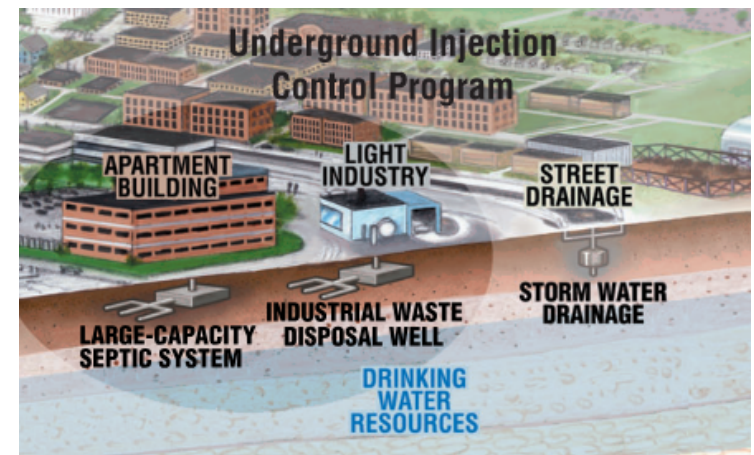 Underground Injection
Control Program
APARTMENT
BUILDING
LIGHT
INDUSTRY
STREET
DRAINAGE
LARGE-CAPACITY
SEPTIC SYSTEM
INDUSTRIAL WASTE
DISPOSAL WELL
STORM WATER
DRAINAGE
DRINKING
WATER
RESOURCES